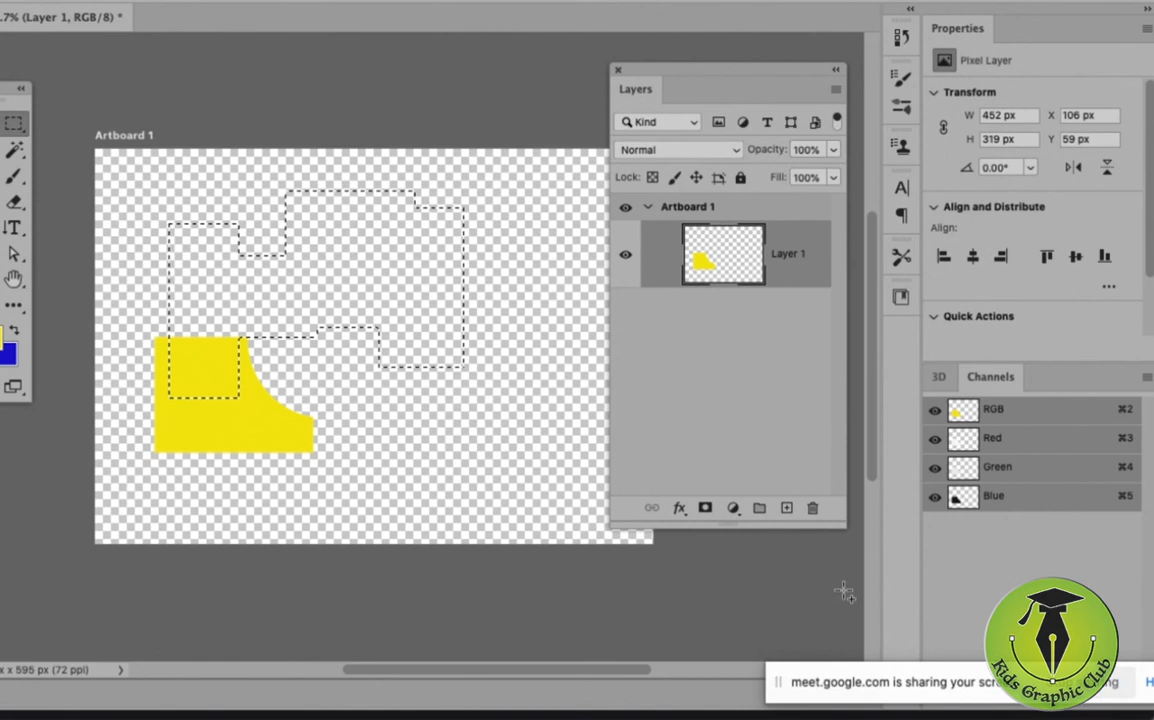 .7% (Layer 1, RGB/8) *
Artboard 1
x 595 px (72 ppi)
Layers
Kind
Normal
Opacity: 100%
Lock:
Fill: 100%
Artboard 1
Layer 1
fx
Properties
Pixel Layer
Transform
W 452 px X 106 px
H 319 px Y 59 px
0.00°
Align and Distribute
Align:
Quick Actions
3D Channels
RGB ⌘2
Red ⌘3
Green ⌘4
Blue ⌘5
meet.google.com is sharing your
Kids Graphic Club